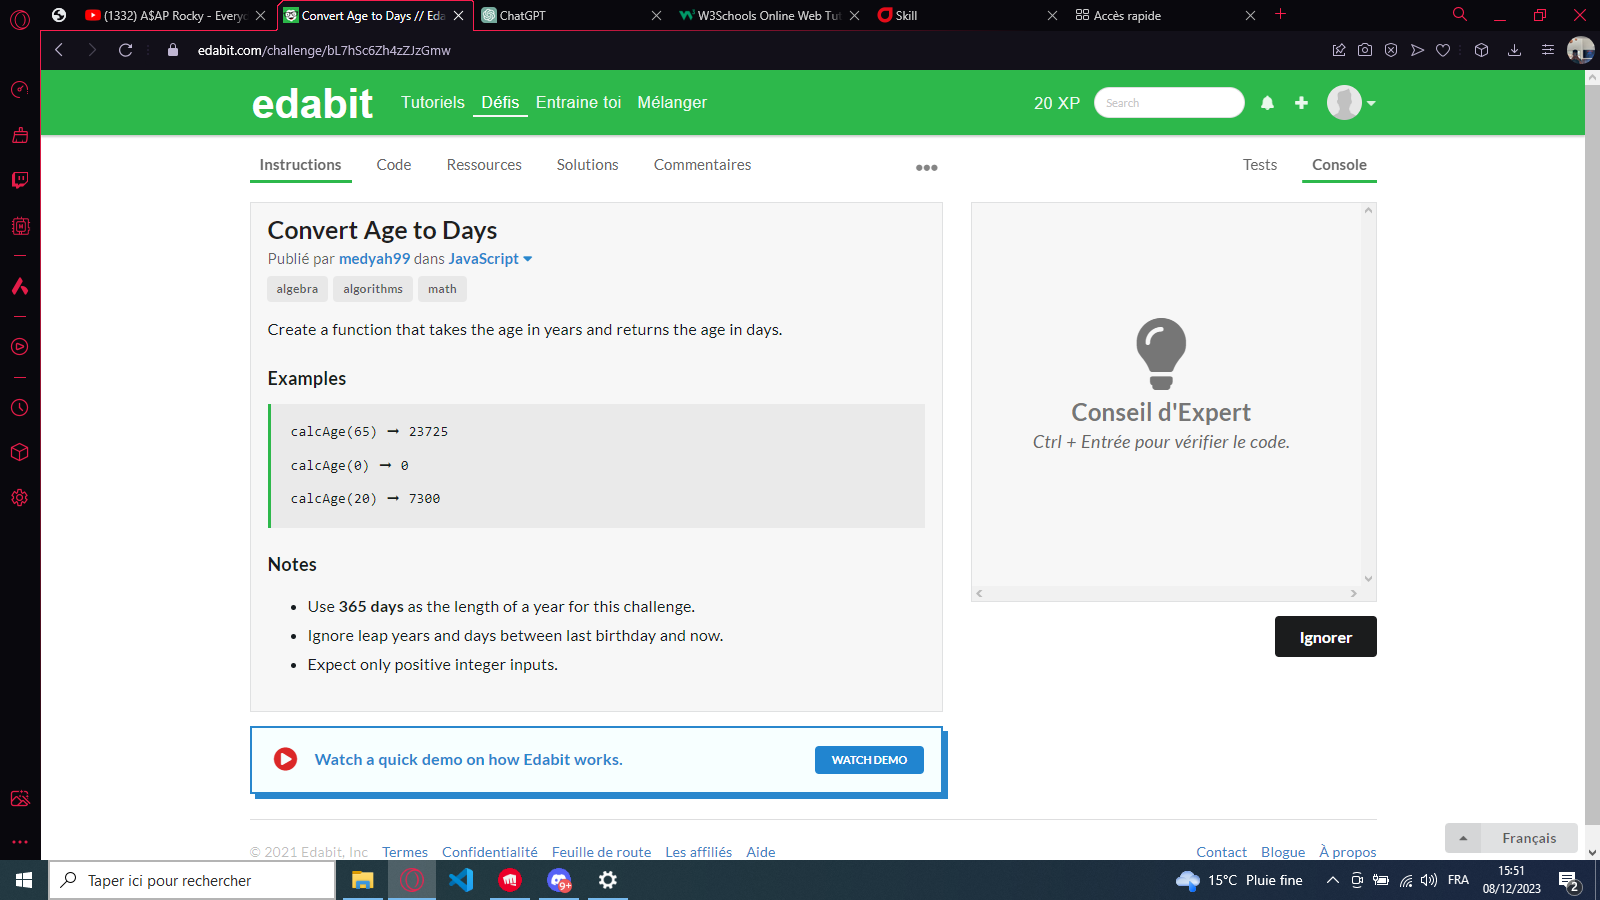 (1332) A$AP Rocky - Everyd
Convert Age to Days // Eda
ChatGPT
W3Schools Online Web Tut
Skill
Accès rapide
edabit.com/challenge/bL7hSc6Zh4zZJzGmw
edabit
Tutoriels
Défis
Entraine toi
Mélanger
20 XP
Search
Instructions
Code
Ressources
Solutions
Commentaires
Tests
Console
Convert Age to Days
Publié par medyah99 dans JavaScript
algebra
algorithms
math
Create a function that takes the age in years and returns the age in days.
Examples
calcAge(65) ➞ 23725
calcAge(0) ➞ 0
calcAge(20) ➞ 7300
Notes
• Use 365 days as the length of a year for this challenge.
• Ignore leap years and days between last birthday and now.
• Expect only positive integer inputs.
Conseil d'Expert
Ctrl + Entrée pour vérifier le code.
Ignorer
Watch a quick demo on how Edabit works.
WATCH DEMO
© 2021 Edabit, Inc
Termes
Confidentialité
Feuille de route
Les affiliés
Aide
Contact
Blogue
À propos
Français
Taper ici pour rechercher
9+
15°C Pluie fine
FRA
15:51
08/12/2023
2